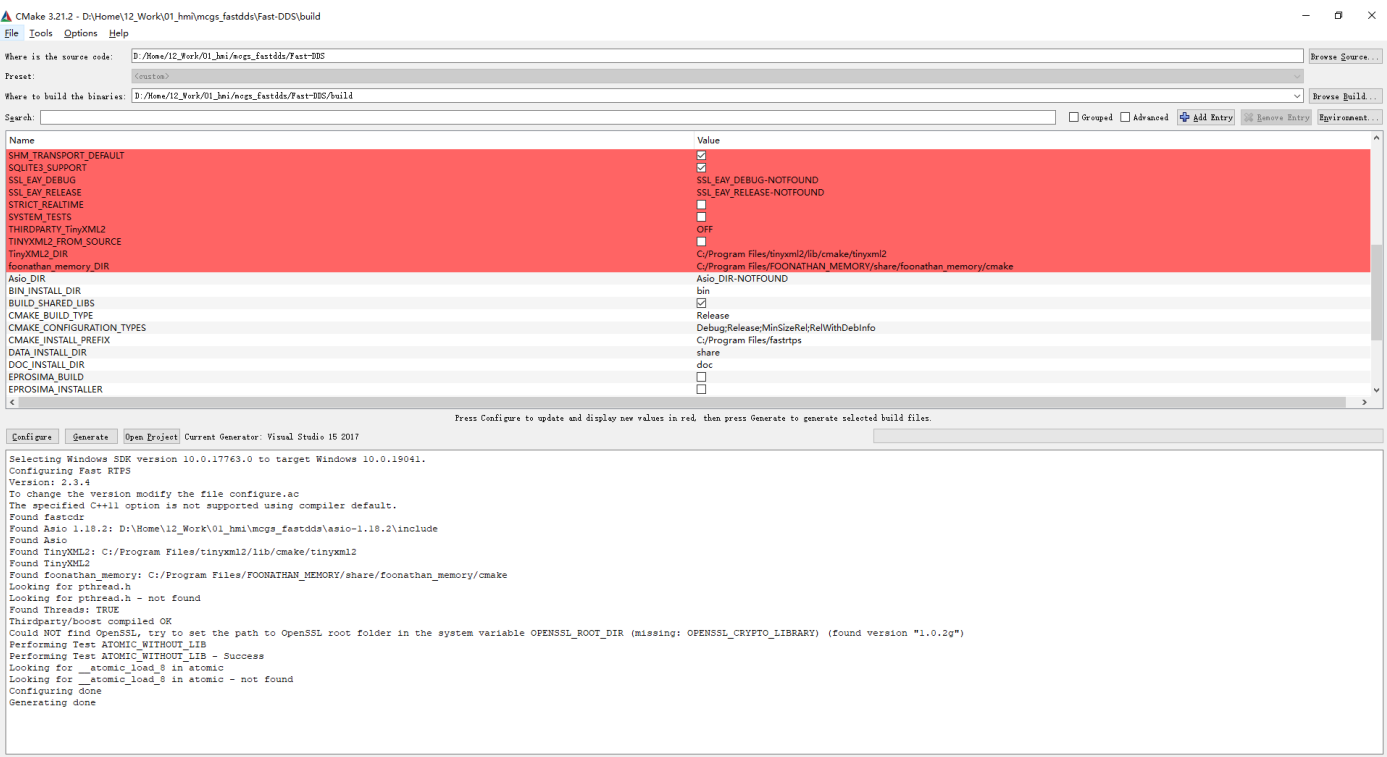 CMake 3.21.2 - D:\Home\12_Work\01_hmi\mcgs_fastdds\Fast-DDS\build
File Tools Options Help
Where is the source code: D:/Home/12_Work/01_hmi/mcgs_fastdds/Fast-DDS Browse Source...
Preset: <custom>
Where to build the binaries: D:/Home/12_Work/01_hmi/mcgs_fastdds/Fast-DDS/build Browse Build...
Search: Grouped Advanced Add Entry Remove Entry Environment...
Name Value
SHM_TRANSPORT_DEFAULT
SQLITE3_SUPPORT
SSL_EAY_DEBUG SSL_EAY_DEBUG-NOTFOUND
SSL_EAY_RELEASE SSL_EAY_RELEASE-NOTFOUND
STRICT_REALTIME
SYSTEM_TESTS
THIRDPARTY_TinyXML2 OFF
TINYXML2_FROM_SOURCE
TinyXML2_DIR C:/Program Files/tinyxml2/lib/cmake/tinyxml2
foonathan_memory_DIR C:/Program Files/FOONATHAN_MEMORY/share/foonathan_memory/cmake
Asio_DIR Asio_DIR-NOTFOUND
BIN_INSTALL_DIR bin
BUILD_SHARED_LIBS
CMAKE_BUILD_TYPE Release
CMAKE_CONFIGURATION_TYPES Debug;Release;MinSizeRel;RelWithDebInfo
CMAKE_INSTALL_PREFIX C:/Program Files/fastrtps
DATA_INSTALL_DIR share
DOC_INSTALL_DIR doc
EPROSIMA_BUILD
EPROSIMA_INSTALLER
Press Configure to update and display new values in red, then press Generate to generate selected build files.
Configure Generate Open Project Current Generator: Visual Studio 15 2017
Selecting Windows SDK version 10.0.17763.0 to target Windows 10.0.19041.
Configuring Fast RTPS
Version: 2.3.4
To change the version modify the file configure.ac
The specified C++11 option is not supported using compiler default.
Found fastcdr
Found Asio 1.18.2: D:\Home\12_Work\01_hmi\mcgs_fastdds\asio-1.18.2\include
Found Asio
Found TinyXML2: C:/Program Files/tinyxml2/lib/cmake/tinyxml2
Found TinyXML2
Found foonathan_memory: C:/Program Files/FOONATHAN_MEMORY/share/foonathan_memory/cmake
Looking for pthread.h
Looking for pthread.h - not found
Found Threads: TRUE
Thirdparty/boost compiled OK
Could NOT find OpenSSL, try to set the path to OpenSSL root folder in the system variable OPENSSL_ROOT_DIR (missing: OPENSSL_CRYPTO_LIBRARY) (found version "1.0.2g")
Performing Test ATOMIC_WITHOUT_LIB
Performing Test ATOMIC_WITHOUT_LIB - Success
Looking for __atomic_load_8 in atomic
Looking for __atomic_load_8 in atomic - not found
Configuring done
Generating done